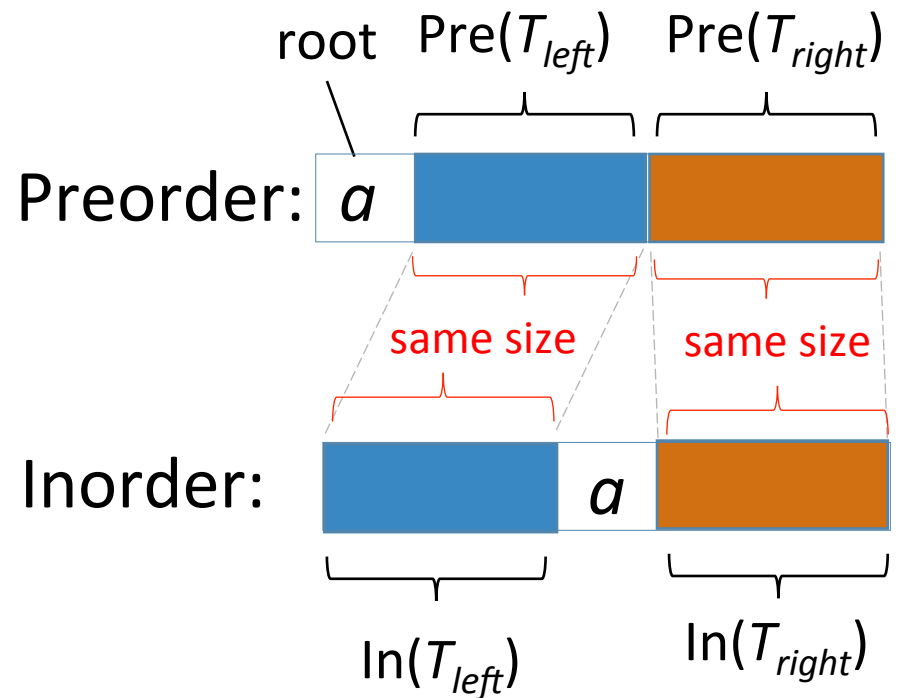 root Pre(T_left) Pre(T_right)
Preorder: a
same size same size
Inorder: a
In(T_left) In(T_right)